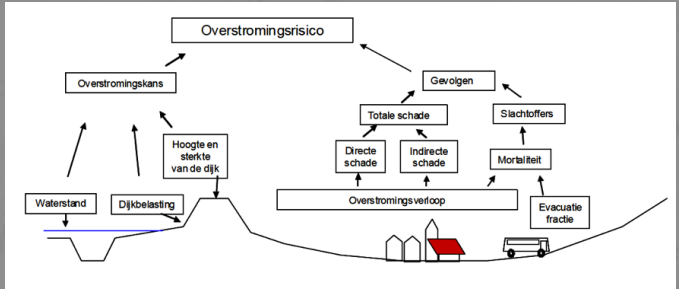 Overstromingsrisico
Overstromingskans
Gevolgen
Totale schade
Slachtoffers
Hoogte en
sterkte
van de dijk
Directe
schade
Indirecte
schade
Mortaliteit
Waterstand
Dijkbelasting
Overstromingsverloop
Evacuatie
fractie